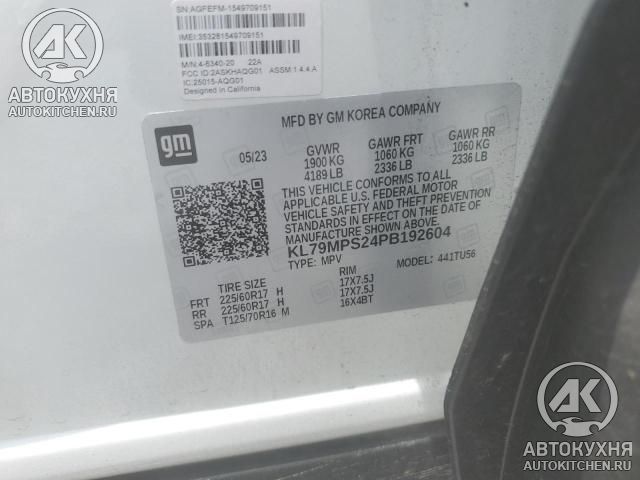 SN:AGFEFM-1549709151
IMEI:353281549709151
M/N:4-6340-20 22A
FCC ID:2ASKHAQG01 ASSM:1.4.4.A
IC:25015-AQG01
Designed in California
AK
АВТОКУХНЯ
AUTOKITCHEN.RU
MFD BY GM KOREA COMPANY
gm
05/23 GVWR GAWR FRT GAWR RR
1900 KG 1060 KG 1060 KG
4189 LB 2336 LB 2336 LB
THIS VEHICLE CONFORMS TO ALL
APPLICABLE U.S. FEDERAL MOTOR
VEHICLE SAFETY AND THEFT PREVENTION
STANDARDS IN EFFECT ON THE DATE OF
MANUFACTURE SHOWN ABOVE.
KL79MPS24PB192604
TYPE: MPV MODEL: 441TU56
TIRE SIZE RIM
FRT 225/60R17 H 17X7.5J
RR 225/60R17 H 17X7.5J
SPA T125/70R16 M 16X4BT
AK
АВТОКУХНЯ
AUTOKITCHEN.RU